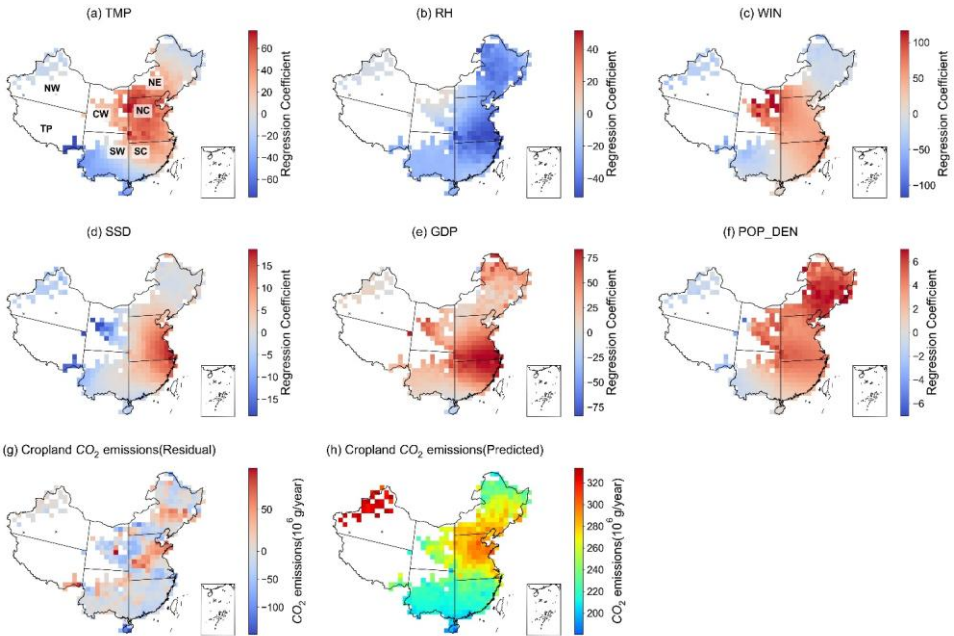 (a) TMP
(b) RH
(c) WIN
NW
NE
CW
NC
TP
SW
SC
60
40
20
0
−20
−40
−60
Regression Coefficient
40
20
0
−20
−40
Regression Coefficient
100
50
0
−50
−100
Regression Coefficient
(d) SSD
(e) GDP
(f) POP_DEN
15
10
5
0
−5
−10
−15
Regression Coefficient
75
50
25
0
−25
−50
−75
Regression Coefficient
6
4
2
0
−2
−4
−6
Regression Coefficient
(g) Cropland CO₂ emissions(Residual)
(h) Cropland CO₂ emissions(Predicted)
50
0
−50
−100
CO₂ emissions(10⁶ g/year)
320
300
280
260
240
220
200
CO₂ emissions(10⁶ g/year)